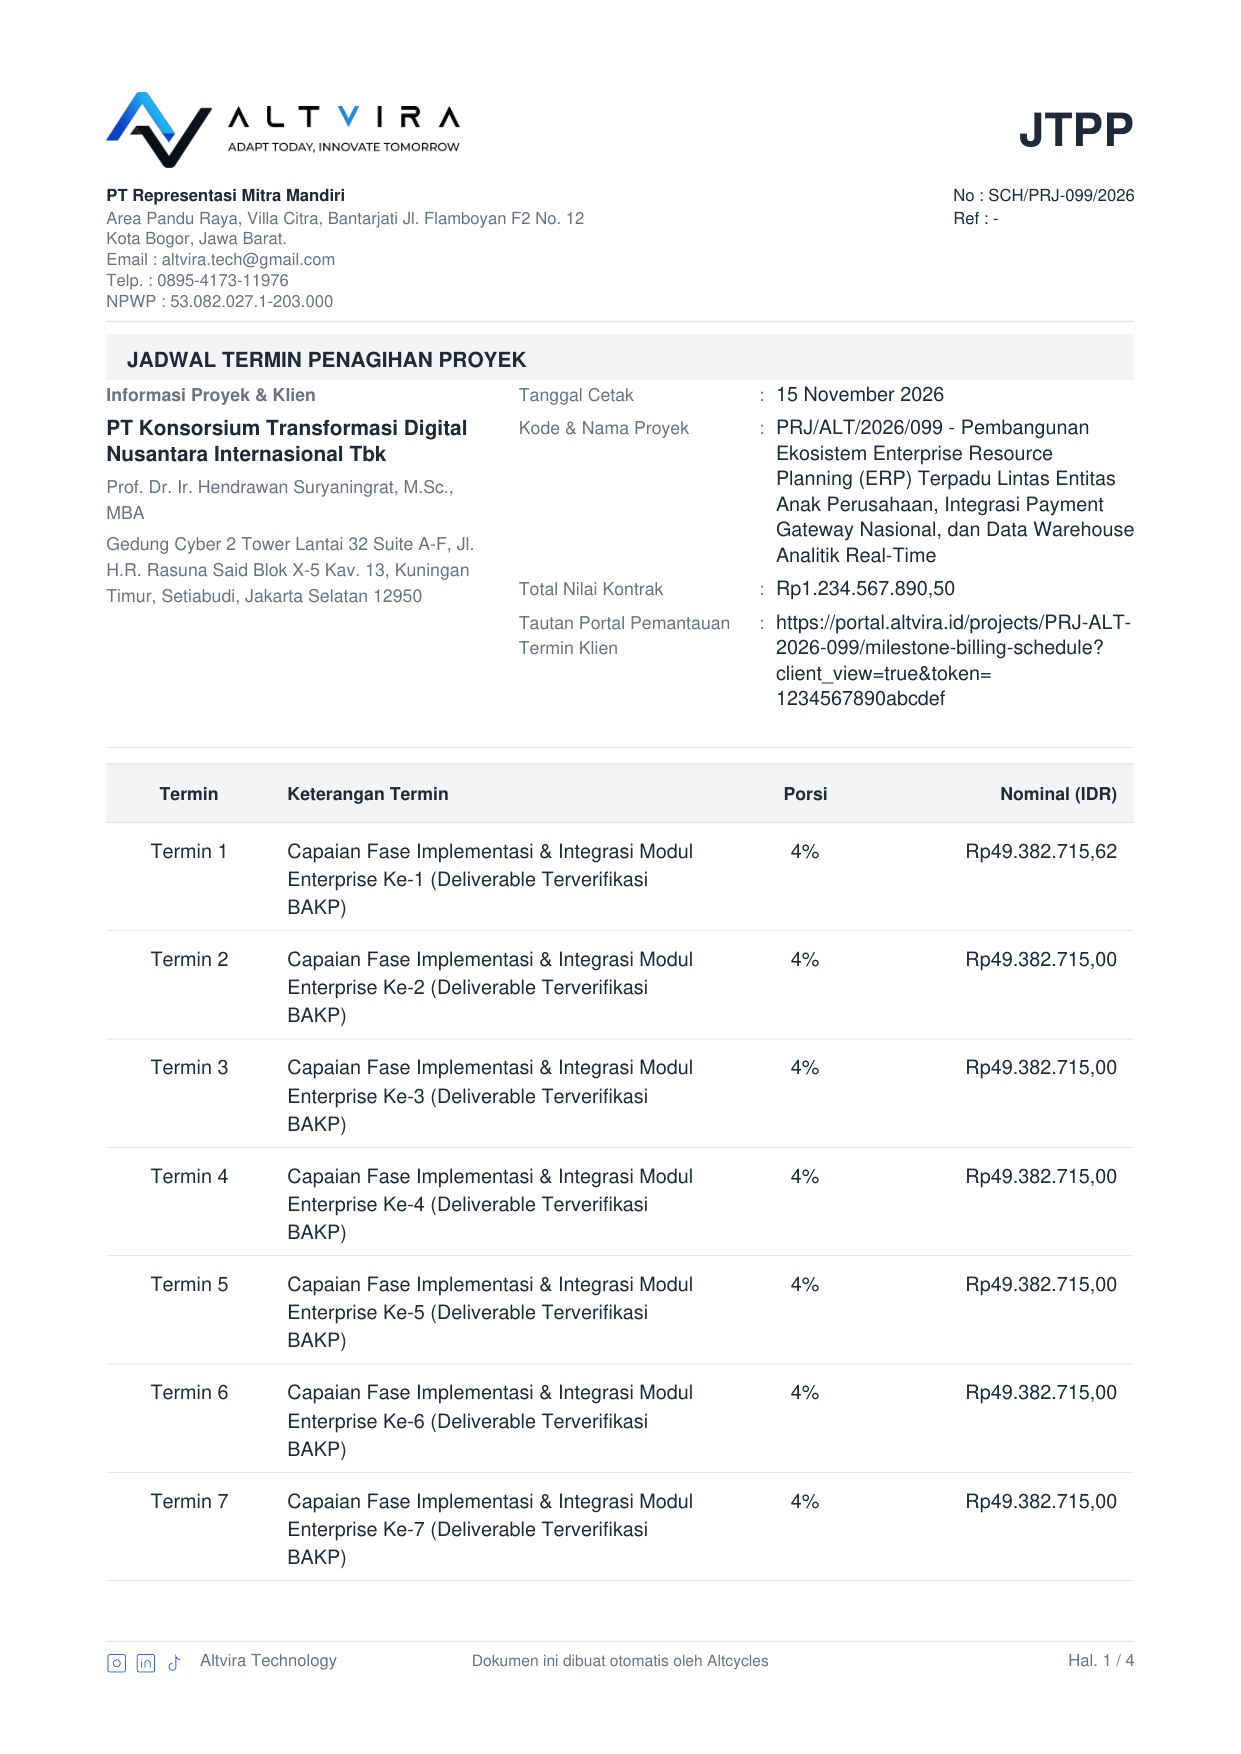 ALTVIRA
ADAPT TODAY, INNOVATE TOMORROW
JTPP
PT Representasi Mitra Mandiri
Area Pandu Raya, Villa Citra, Bantarjati Jl. Flamboyan F2 No. 12
Kota Bogor, Jawa Barat.
Email : altvira.tech@gmail.com
Telp. : 0895-4173-11976
NPWP : 53.082.027.1-203.000
No : SCH/PRJ-099/2026
Ref : -
JADWAL TERMIN PENAGIHAN PROYEK
Informasi Proyek & Klien
PT Konsorsium Transformasi Digital
Nusantara Internasional Tbk
Prof. Dr. Ir. Hendrawan Suryaningrat, M.Sc.,
MBA
Gedung Cyber 2 Tower Lantai 32 Suite A-F, Jl.
H.R. Rasuna Said Blok X-5 Kav. 13, Kuningan
Timur, Setiabudi, Jakarta Selatan 12950
Tanggal Cetak : 15 November 2026
Kode & Nama Proyek : PRJ/ALT/2026/099 - Pembangunan
Ekosistem Enterprise Resource
Planning (ERP) Terpadu Lintas Entitas
Anak Perusahaan, Integrasi Payment
Gateway Nasional, dan Data Warehouse
Analitik Real-Time
Total Nilai Kontrak : Rp1.234.567.890,50
Tautan Portal Pemantauan : https://portal.altvira.id/projects/PRJ-ALT-
Termin Klien 2026-099/milestone-billing-schedule?
client_view=true&token=
1234567890abcdef
Termin Keterangan Termin Porsi Nominal (IDR)
Termin 1 Capaian Fase Implementasi & Integrasi Modul 4% Rp49.382.715,62
Enterprise Ke-1 (Deliverable Terverifikasi
BAKP)
Termin 2 Capaian Fase Implementasi & Integrasi Modul 4% Rp49.382.715,00
Enterprise Ke-2 (Deliverable Terverifikasi
BAKP)
Termin 3 Capaian Fase Implementasi & Integrasi Modul 4% Rp49.382.715,00
Enterprise Ke-3 (Deliverable Terverifikasi
BAKP)
Termin 4 Capaian Fase Implementasi & Integrasi Modul 4% Rp49.382.715,00
Enterprise Ke-4 (Deliverable Terverifikasi
BAKP)
Termin 5 Capaian Fase Implementasi & Integrasi Modul 4% Rp49.382.715,00
Enterprise Ke-5 (Deliverable Terverifikasi
BAKP)
Termin 6 Capaian Fase Implementasi & Integrasi Modul 4% Rp49.382.715,00
Enterprise Ke-6 (Deliverable Terverifikasi
BAKP)
Termin 7 Capaian Fase Implementasi & Integrasi Modul 4% Rp49.382.715,00
Enterprise Ke-7 (Deliverable Terverifikasi
BAKP)
in Altvira Technology Dokumen ini dibuat otomatis oleh Altcycles Hal. 1 / 4